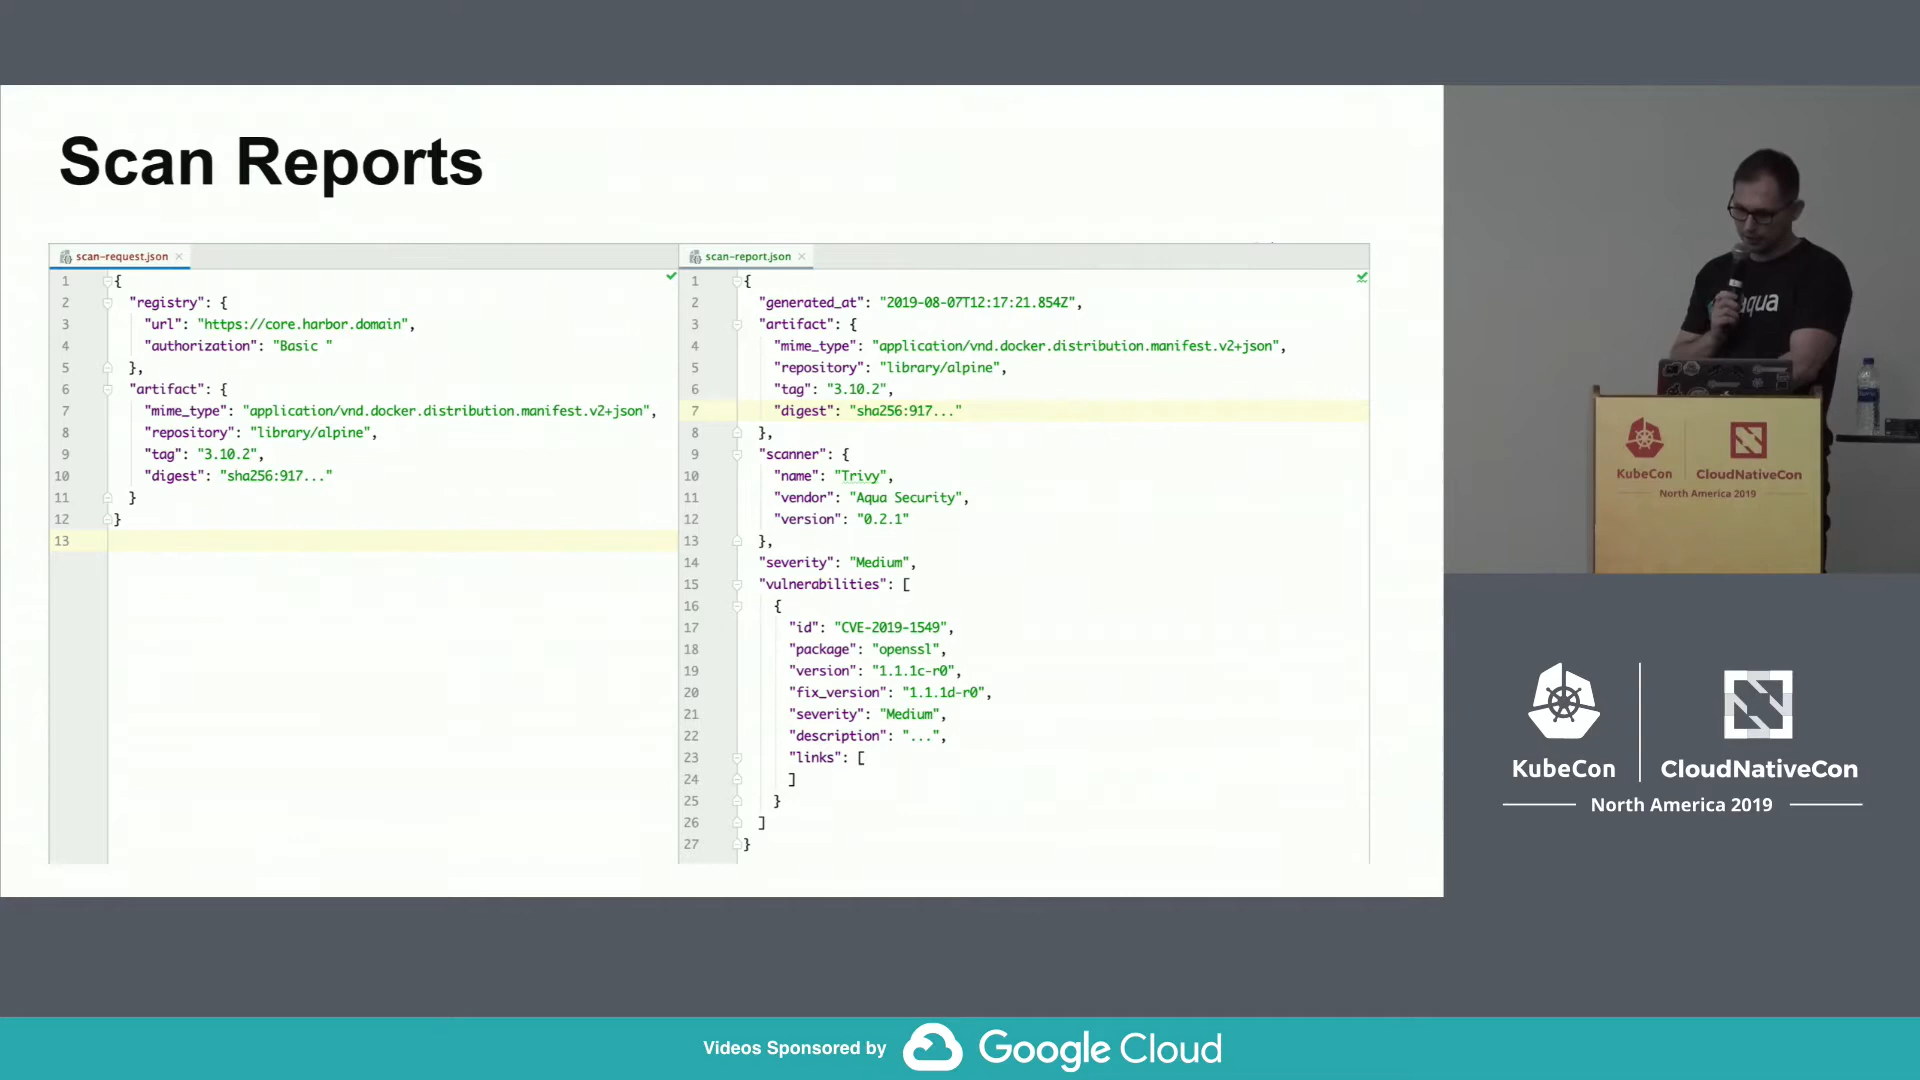 Scan Reports
scan-request.json
1 {
2 "registry": {
3 "url": "https://core.harbor.domain",
4 "authorization": "Basic "
5 },
6 "artifact": {
7 "mime_type": "application/vnd.docker.distribution.manifest.v2+json",
8 "repository": "library/alpine",
9 "tag": "3.10.2",
10 "digest": "sha256:917..."
11 }
12 }
13
scan-report.json
1 {
2 "generated_at": "2019-08-07T12:17:21.854Z",
3 "artifact": {
4 "mime_type": "application/vnd.docker.distribution.manifest.v2+json",
5 "repository": "library/alpine",
6 "tag": "3.10.2",
7 "digest": "sha256:917..."
8 },
9 "scanner": {
10 "name": "Trivy",
11 "vendor": "Aqua Security",
12 "version": "0.2.1"
13 },
14 "severity": "Medium",
15 "vulnerabilities": [
16 {
17 "id": "CVE-2019-1549",
18 "package": "openssl",
19 "version": "1.1.1c-r0",
20 "fix_version": "1.1.1d-r0",
21 "severity": "Medium",
22 "description": "...",
23 "links": [
24 ]
25 }
26 ]
27 }
aqua
KubeCon CloudNativeCon
North America 2019
KubeCon CloudNativeCon
North America 2019
Videos Sponsored by Google Cloud